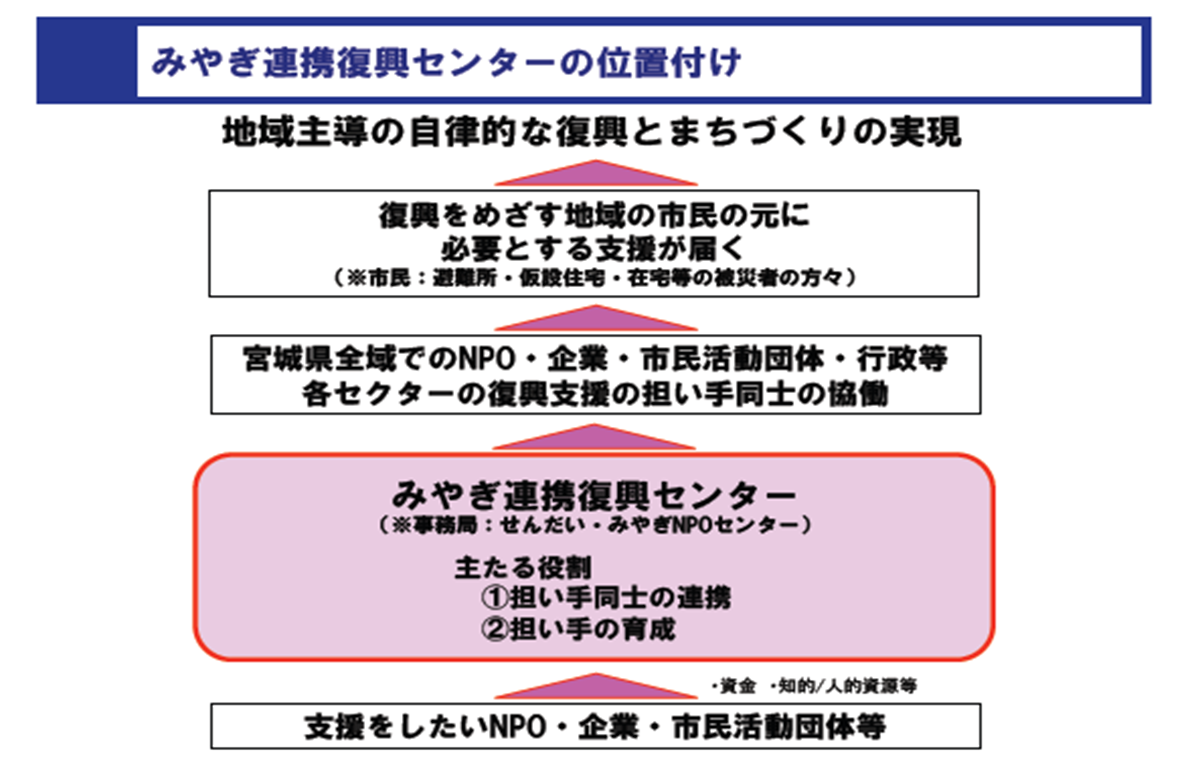 みやぎ連携復興センターの位置付け
地域主導の自律的な復興とまちづくりの実現
復興をめざす地域の市民の元に
必要とする支援が届く
（※市民：避難所・仮設住宅・在宅等の被災者の方々）
宮城県全域でのNPO・企業・市民活動団体・行政等
各セクターの復興支援の担い手同士の協働
みやぎ連携復興センター
（※事務局：せんだい・みやぎNPOセンター）
主たる役割
①担い手同士の連携
②担い手の育成
・資金 ・知的/人的資源等
支援をしたいNPO・企業・市民活動団体等